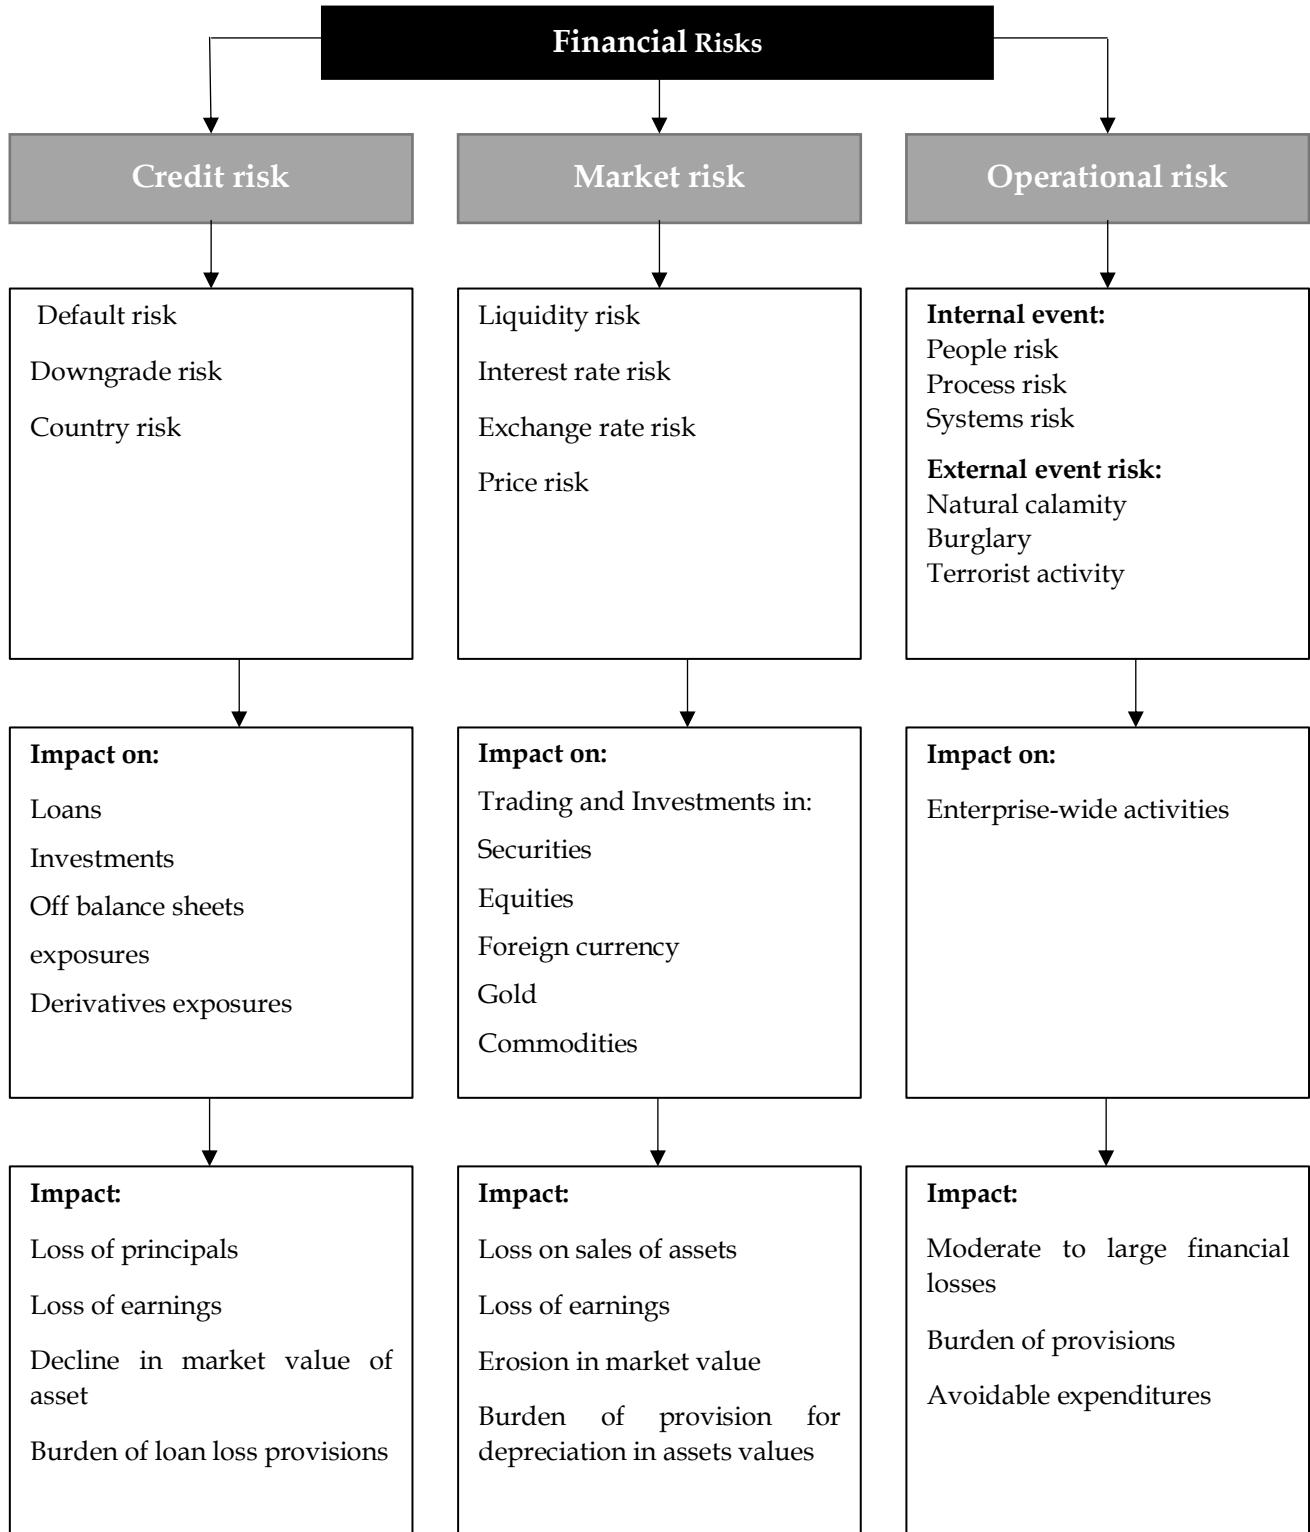 Financial Risks
Credit risk
Market risk
Operational risk
Default risk
Downgrade risk
Country risk
Liquidity risk
Interest rate risk
Exchange rate risk
Price risk
Internal event:
People risk
Process risk
Systems risk
External event risk:
Natural calamity
Burglary
Terrorist activity
Impact on:
Loans
Investments
Off balance sheets
exposures
Derivatives exposures
Impact on:
Trading and Investments in:
Securities
Equities
Foreign currency
Gold
Commodities
Impact on:
Enterprise-wide activities
Impact:
Loss of principals
Loss of earnings
Decline in market value of
asset
Burden of loan loss provisions
Impact:
Loss on sales of assets
Loss of earnings
Erosion in market value
Burden of provision for
depreciation in assets values
Impact:
Moderate to large financial
losses
Burden of provisions
Avoidable expenditures